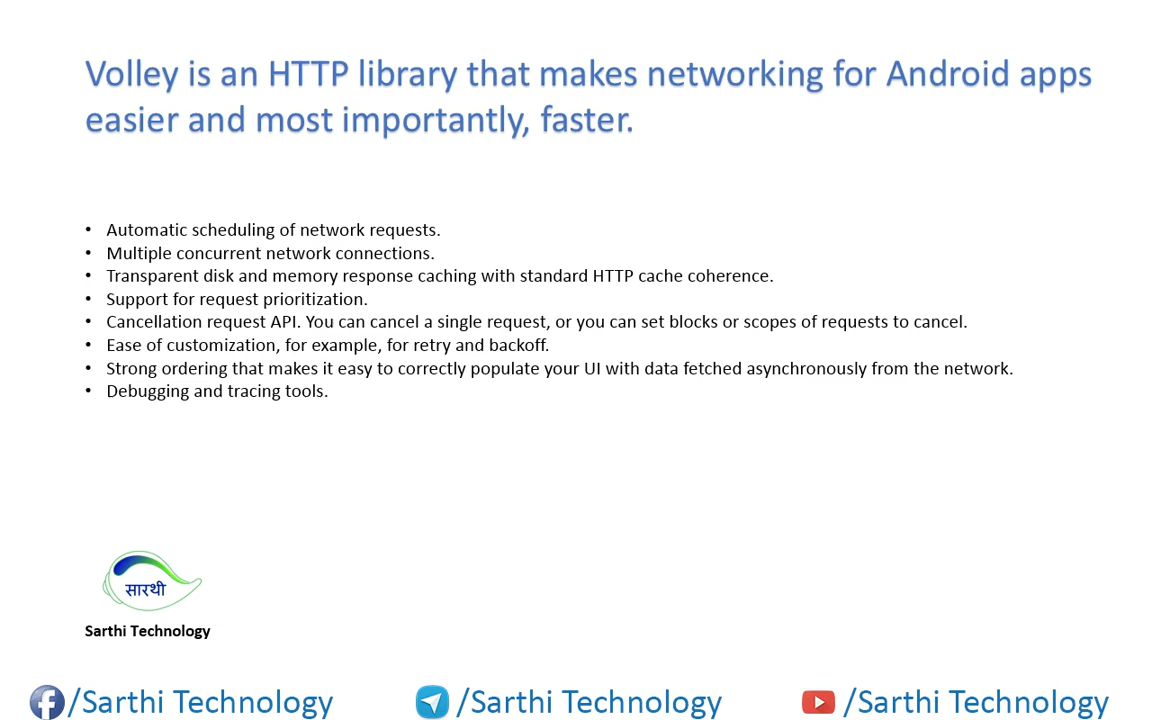 Volley is an HTTP library that makes networking for Android apps
easier and most importantly, faster.
• Automatic scheduling of network requests.
• Multiple concurrent network connections.
• Transparent disk and memory response caching with standard HTTP cache coherence.
• Support for request prioritization.
• Cancellation request API. You can cancel a single request, or you can set blocks or scopes of requests to cancel.
• Ease of customization, for example, for retry and backoff.
• Strong ordering that makes it easy to correctly populate your UI with data fetched asynchronously from the network.
• Debugging and tracing tools.
सारथी
Sarthi Technology
/Sarthi Technology /Sarthi Technology /Sarthi Technology